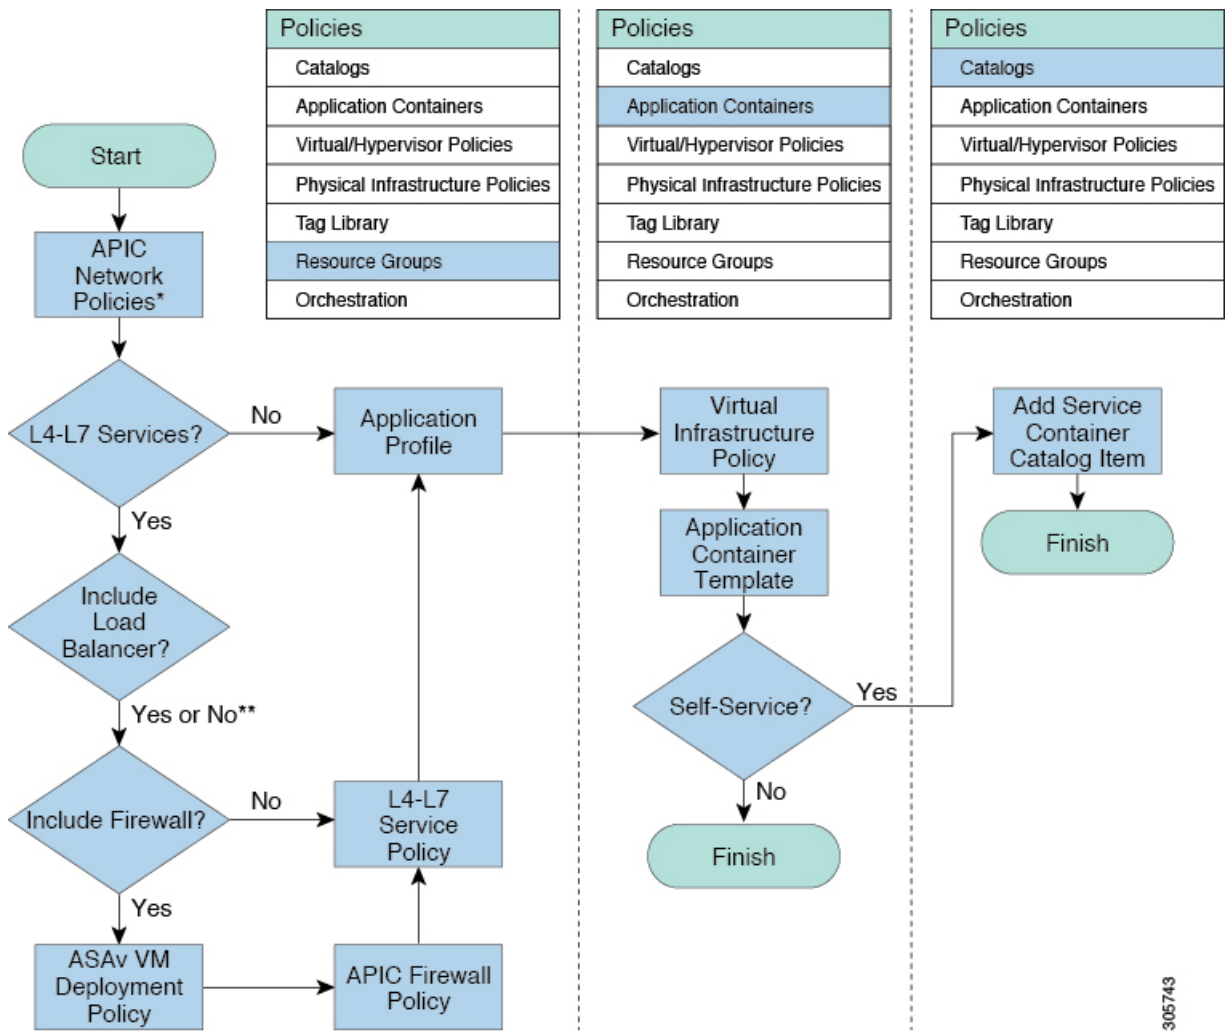 Policies
Catalogs
Application Containers
Virtual/Hypervisor Policies
Physical Infrastructure Policies
Tag Library
Resource Groups
Orchestration
Policies
Catalogs
Application Containers
Virtual/Hypervisor Policies
Physical Infrastructure Policies
Tag Library
Resource Groups
Orchestration
Policies
Catalogs
Application Containers
Virtual/Hypervisor Policies
Physical Infrastructure Policies
Tag Library
Resource Groups
Orchestration
Start
APIC
Network
Policies*
L4-L7 Services?
No
Yes
Include
Load
Balancer?
Yes or No**
Include Firewall?
No
Yes
ASAv VM
Deployment
Policy
APIC Firewall
Policy
L4-L7
Service
Policy
Application
Profile
Virtual
Infrastructure
Policy
Application
Container
Template
Self-Service?
Yes
No
Finish
Add Service
Container
Catalog Item
Finish
305743